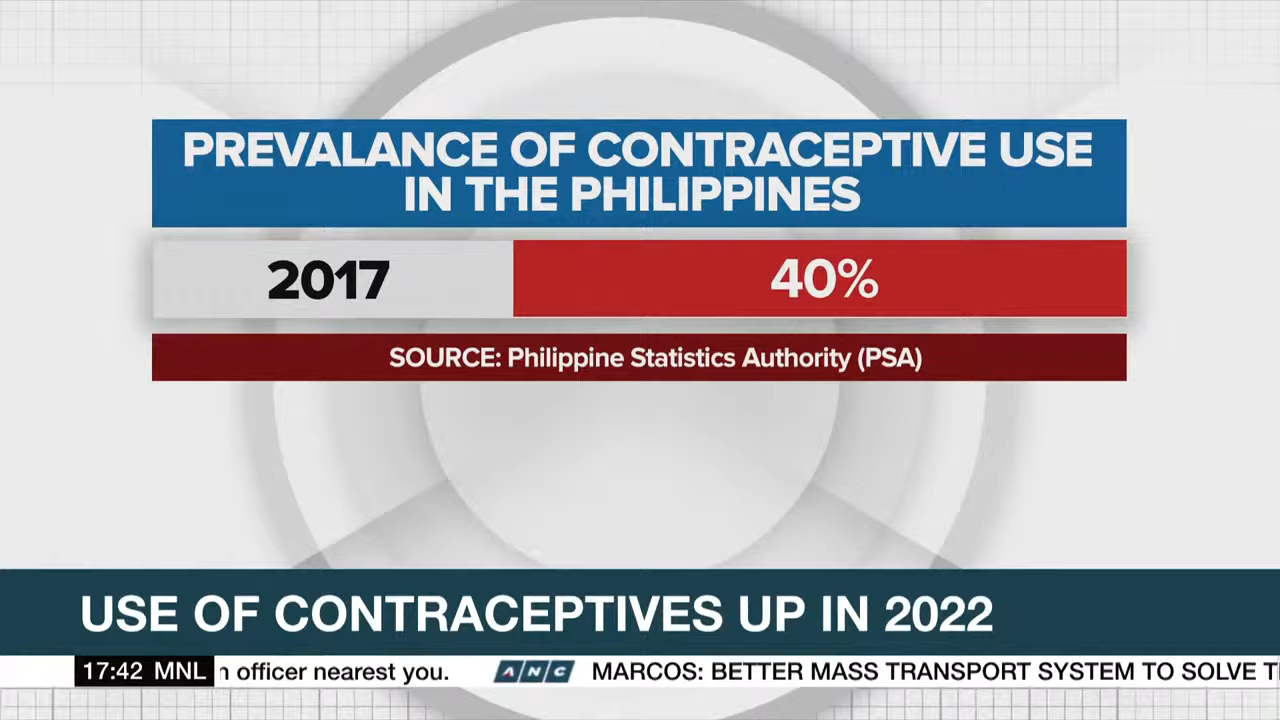 PREVALANCE OF CONTRACEPTIVE USE
IN THE PHILIPPINES
2017 40%
SOURCE: Philippine Statistics Authority (PSA)
USE OF CONTRACEPTIVES UP IN 2022
17:42 MNL officer nearest you. ANC MARCOS: BETTER MASS TRANSPORT SYSTEM TO SOLVE